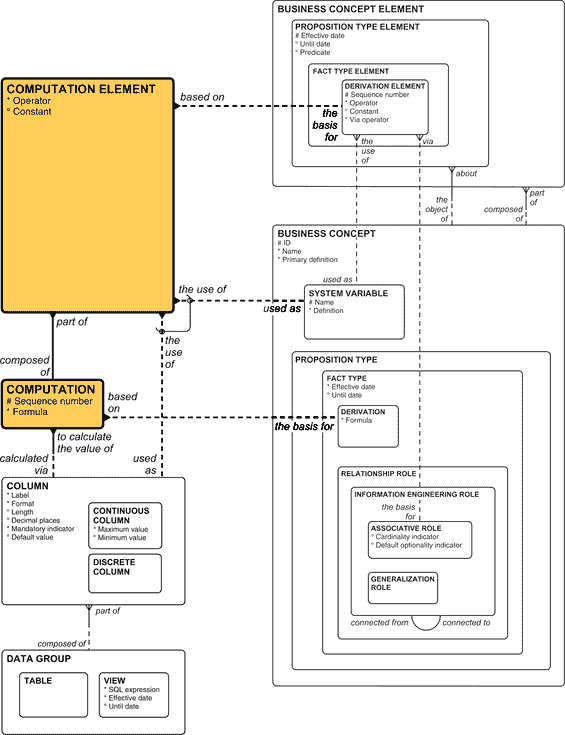 BUSINESS CONCEPT ELEMENT
PROPOSITION TYPE ELEMENT
# Effective date
° Until date
° Predicate
FACT TYPE ELEMENT
DERIVATION ELEMENT
# Sequence number
* Operator
° Constant
° Via operator
COMPUTATION ELEMENT
* Operator
° Constant
based on
the
basis
for
the
use
of
via
about
the
object
of
part
of
composed
of
BUSINESS CONCEPT
# ID
* Name
* Primary definition
used as
SYSTEM VARIABLE
# Name
* Definition
the use of
used as
part of
the
use
of
composed
of
COMPUTATION
# Sequence number
* Formula
based
on
the basis for
to calculate
the value of
calculated
via
used
as
PROPOSITION TYPE
FACT TYPE
* Effective date
° Until date
DERIVATION
* Formula
RELATIONSHIP ROLE
INFORMATION ENGINEERING ROLE
the basis
for
ASSOCIATIVE ROLE
° Cardinality indicator
° Default optionality indicator
GENERALIZATION
ROLE
connected from
connected to
COLUMN
* Label
* Format
° Length
° Decimal places
* Mandatory indicator
° Default value
CONTINUOUS
COLUMN
° Maximum value
° Minimum value
DISCRETE
COLUMN
part of
composed of
DATA GROUP
TABLE
VIEW
* SQL expression
* Effective date
° Until date